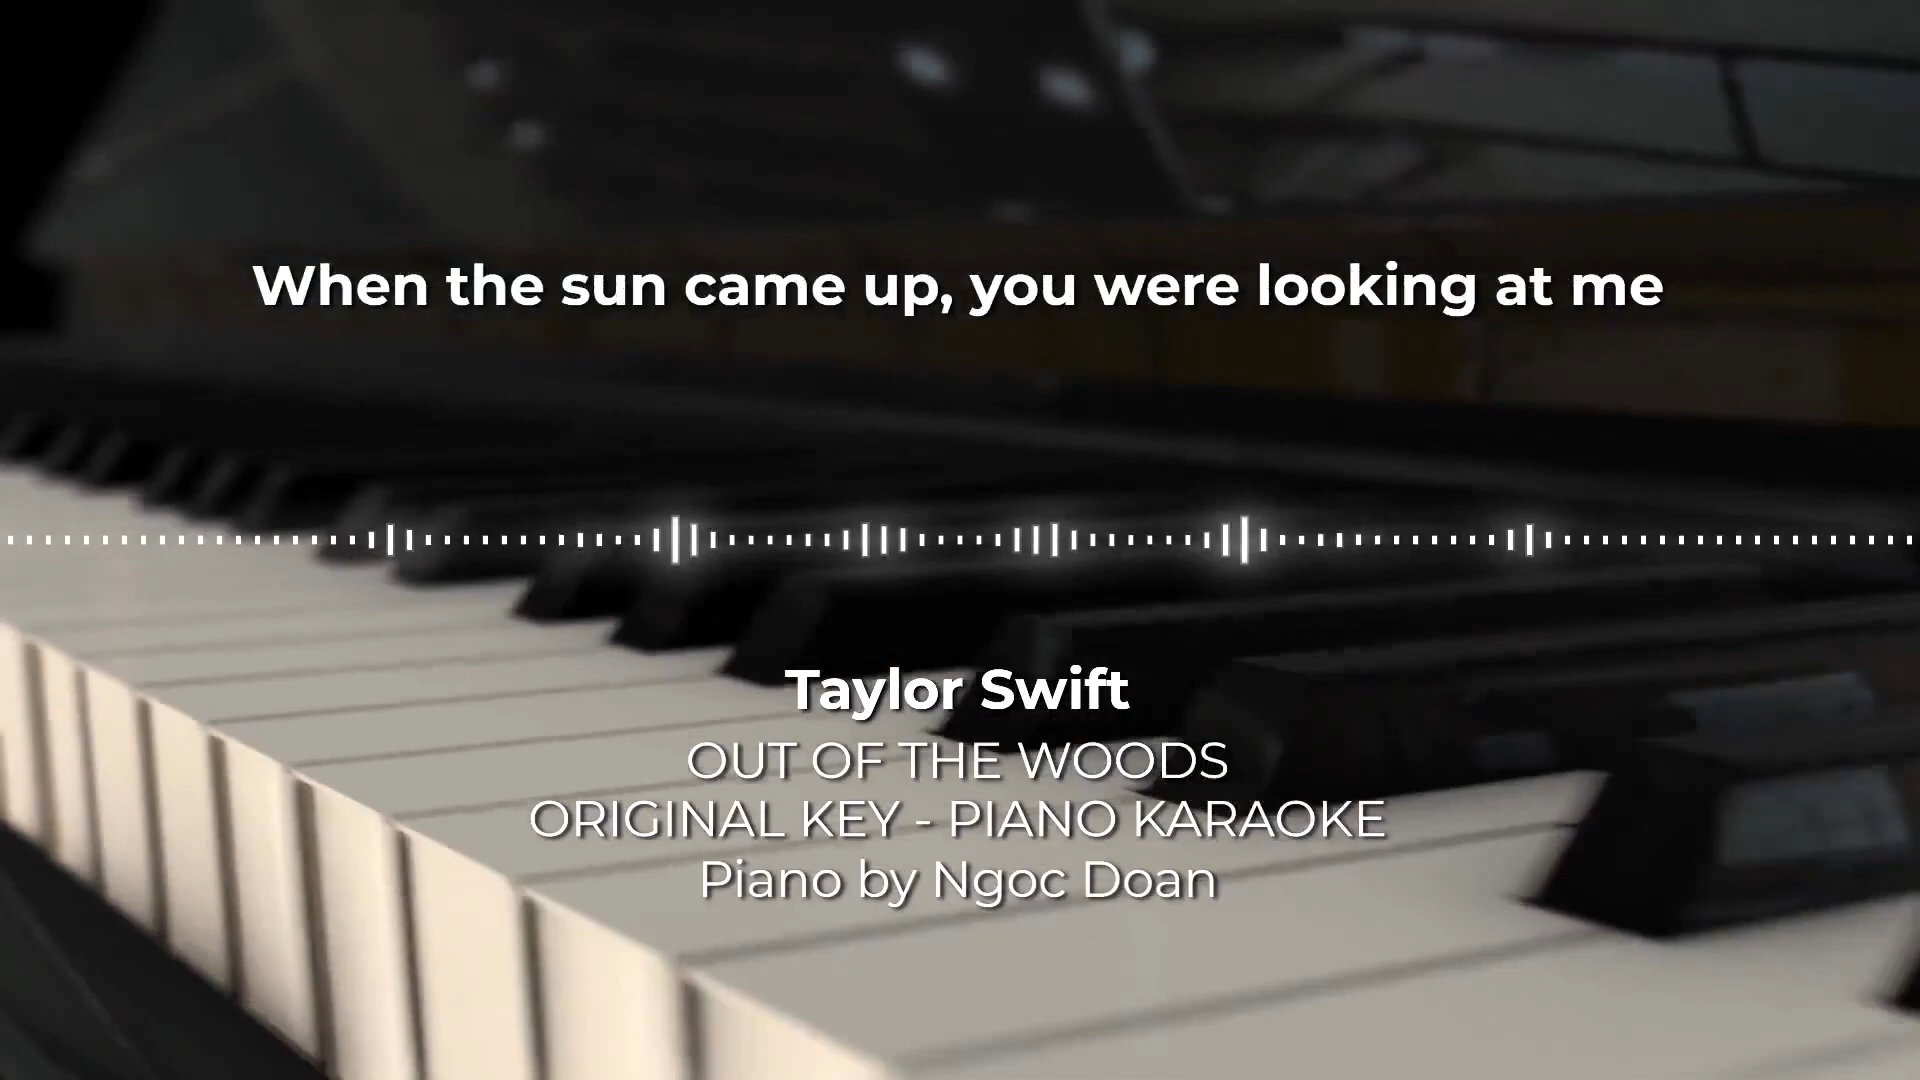 When the sun came up, you were looking at me
Taylor Swift
OUT OF THE WOODS
ORIGINAL KEY - PIANO KARAOKE
Piano by Ngoc Doan